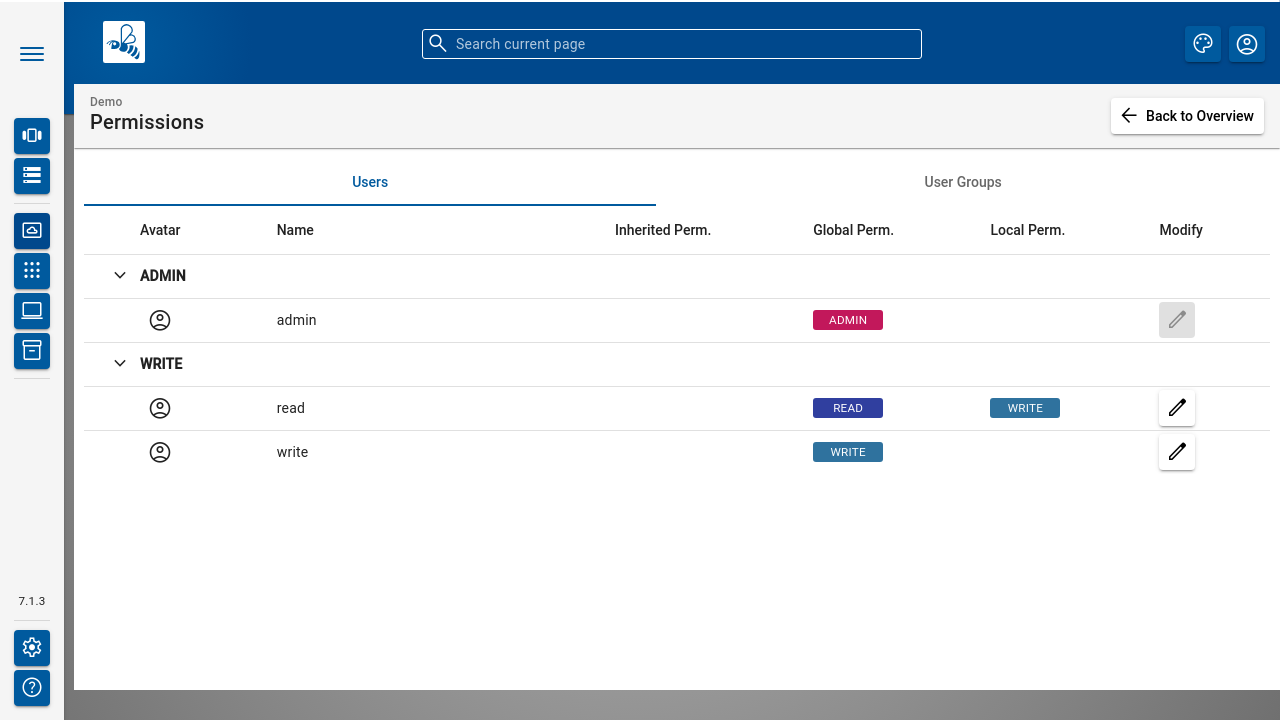 Search current page
Demo
Permissions
Back to Overview
Users
User Groups
Avatar Name Inherited Perm. Global Perm. Local Perm. Modify
ADMIN
admin ADMIN
WRITE
read READ WRITE
write WRITE
7.1.3